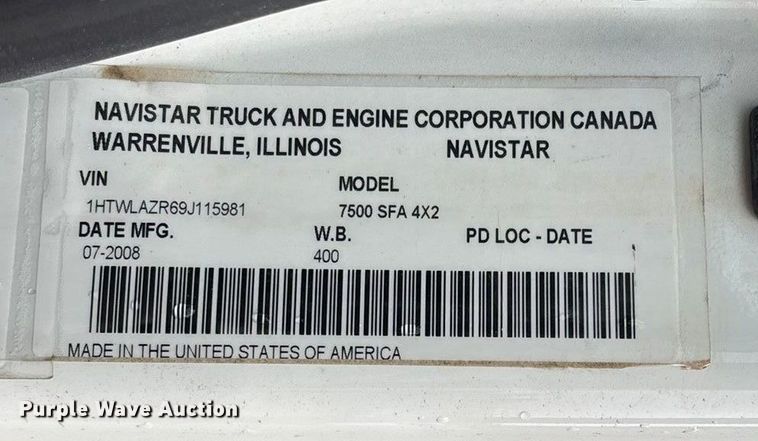 NAVISTAR TRUCK AND ENGINE CORPORATION CANADA
WARRENVILLE, ILLINOIS NAVISTAR
VIN MODEL
1HTWLAZR69J115981 7500 SFA 4X2
DATE MFG. W.B. PD LOC - DATE
07-2008 400
MADE IN THE UNITED STATES OF AMERICA
Purple Wave Auction